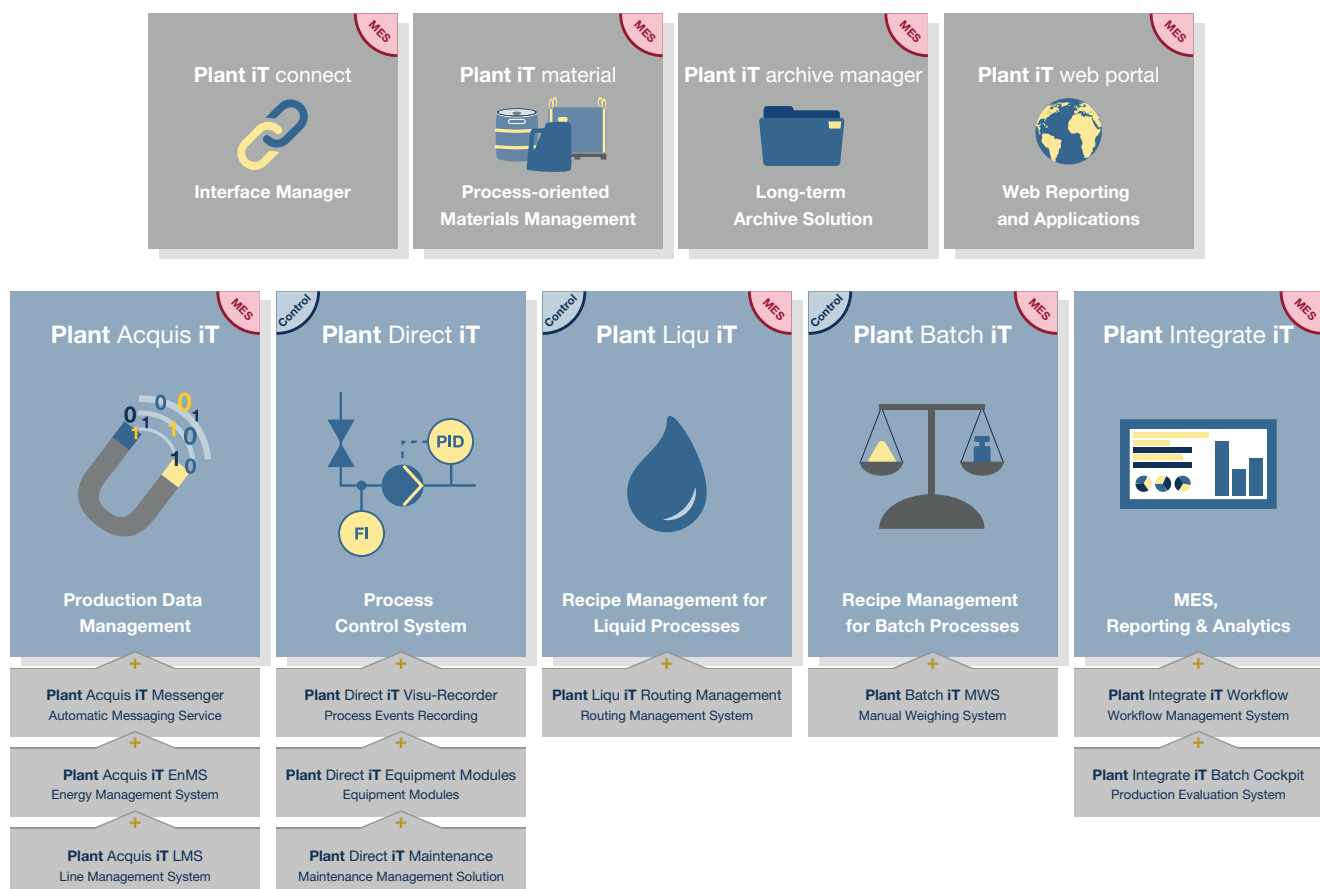 MES
MES
MES
MES
Plant iT connect
Plant iT material
Plant iT archive manager
Plant iT web portal
Interface Manager
Process-oriented
Materials Management
Long-term
Archive Solution
Web Reporting
and Applications
MES
Plant Acquis iT
0 0 0 1
1 1 1 0
1 0
Production Data
Management
+
Plant Acquis iT Messenger
Automatic Messaging Service
+
Plant Acquis iT EnMS
Energy Management System
+
Plant Acquis iT LMS
Line Management System
Control
Plant Direct iT
PID
FI
Process
Control System
+
Plant Direct iT Visu-Recorder
Process Events Recording
+
Plant Direct iT Equipment Modules
Equipment Modules
+
Plant Direct iT Maintenance
Maintenance Management Solution
Control
MES
Plant Liqu iT
Recipe Management for
Liquid Processes
+
Plant Liqu iT Routing Management
Routing Management System
Control
MES
Plant Batch iT
Recipe Management
for Batch Processes
+
Plant Batch iT MWS
Manual Weighing System
MES
Plant Integrate iT
MES,
Reporting & Analytics
+
Plant Integrate iT Workflow
Workflow Management System
+
Plant Integrate iT Batch Cockpit
Production Evaluation System